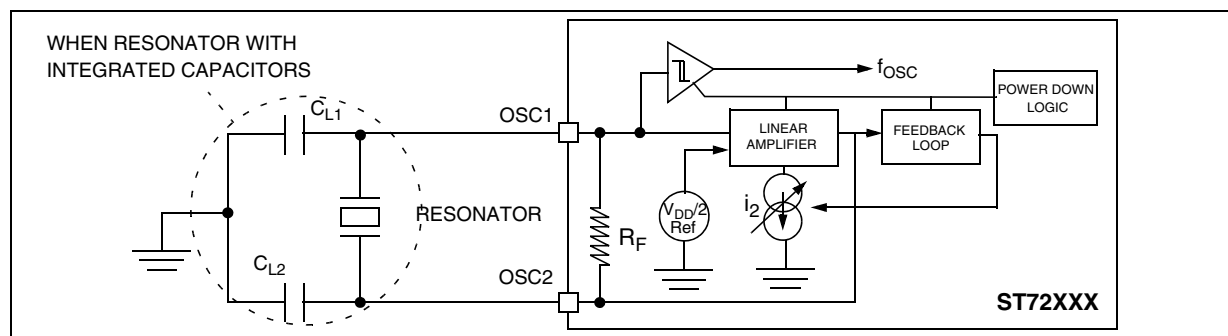 WHEN RESONATOR WITH
INTEGRATED CAPACITORS
CL1
OSC1
fOSC
POWER DOWN
LOGIC
LINEAR
AMPLIFIER
FEEDBACK
LOOP
RESONATOR
RF
VDD/2
Ref
i2
CL2
OSC2
ST72XXX